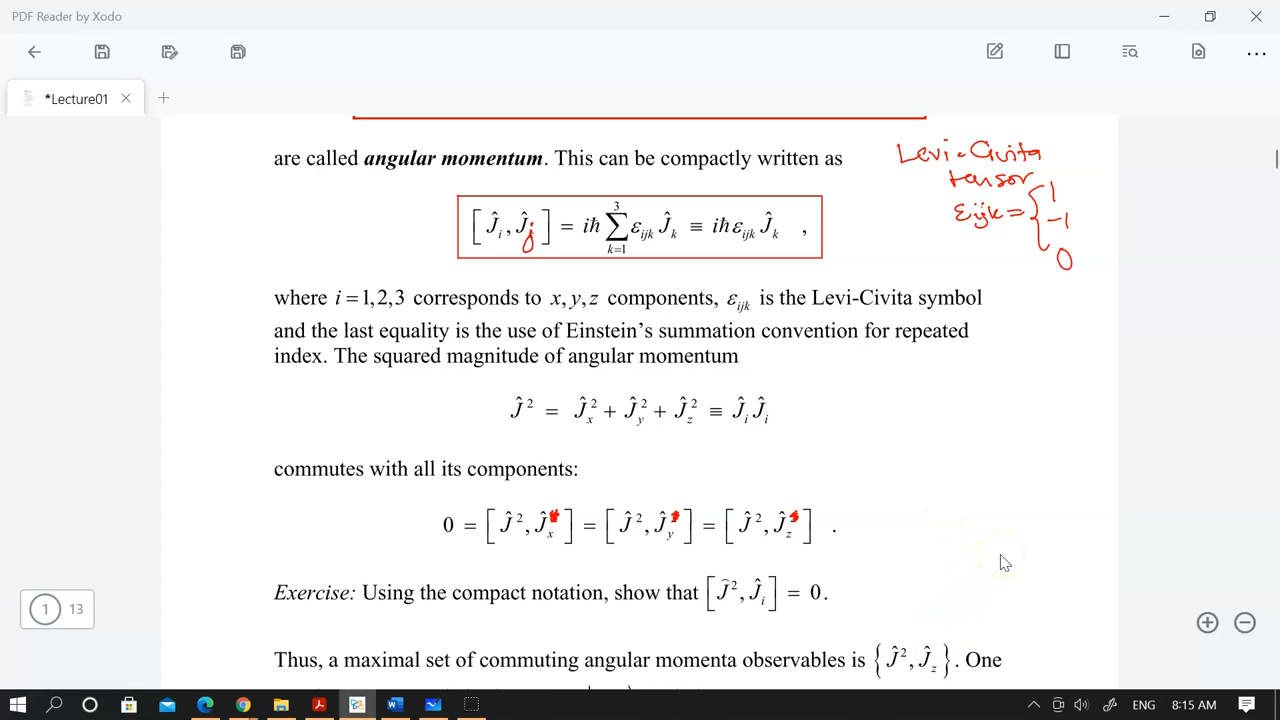 PDF Reader by Xodo
*Lecture01
are called angular momentum. This can be compactly written as
Levi-Civita
tensor
εijk = { 1
-1
0
[Ĵi, Ĵj] = iħ ∑k=1^3 εijk Ĵk ≡ iħ εijk Ĵk ,
where i = 1,2,3 corresponds to x, y, z components, εijk is the Levi-Civita symbol
and the last equality is the use of Einstein's summation convention for repeated
index. The squared magnitude of angular momentum
Ĵ² = Ĵx² + Ĵy² + Ĵz² ≡ Ĵi Ĵi
commutes with all its components:
0 = [Ĵ², Ĵx] = [Ĵ², Ĵy] = [Ĵ², Ĵz] .
Exercise: Using the compact notation, show that [Ĵ², Ĵi] = 0.
1 13
Thus, a maximal set of commuting angular momenta observables is {Ĵ², Ĵz}. One
ENG 8:15 AM